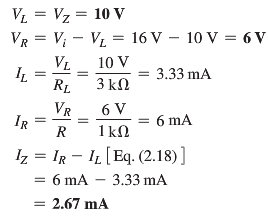 V_L = V_Z = 10 V
V_R = V_i − V_L = 16 V − 10 V = 6 V
I_L = V_L / R_L = 10 V / 3 kΩ = 3.33 mA
I_R = V_R / R = 6 V / 1 kΩ = 6 mA
I_Z = I_R − I_L [Eq. (2.18)]
= 6 mA − 3.33 mA
= 2.67 mA